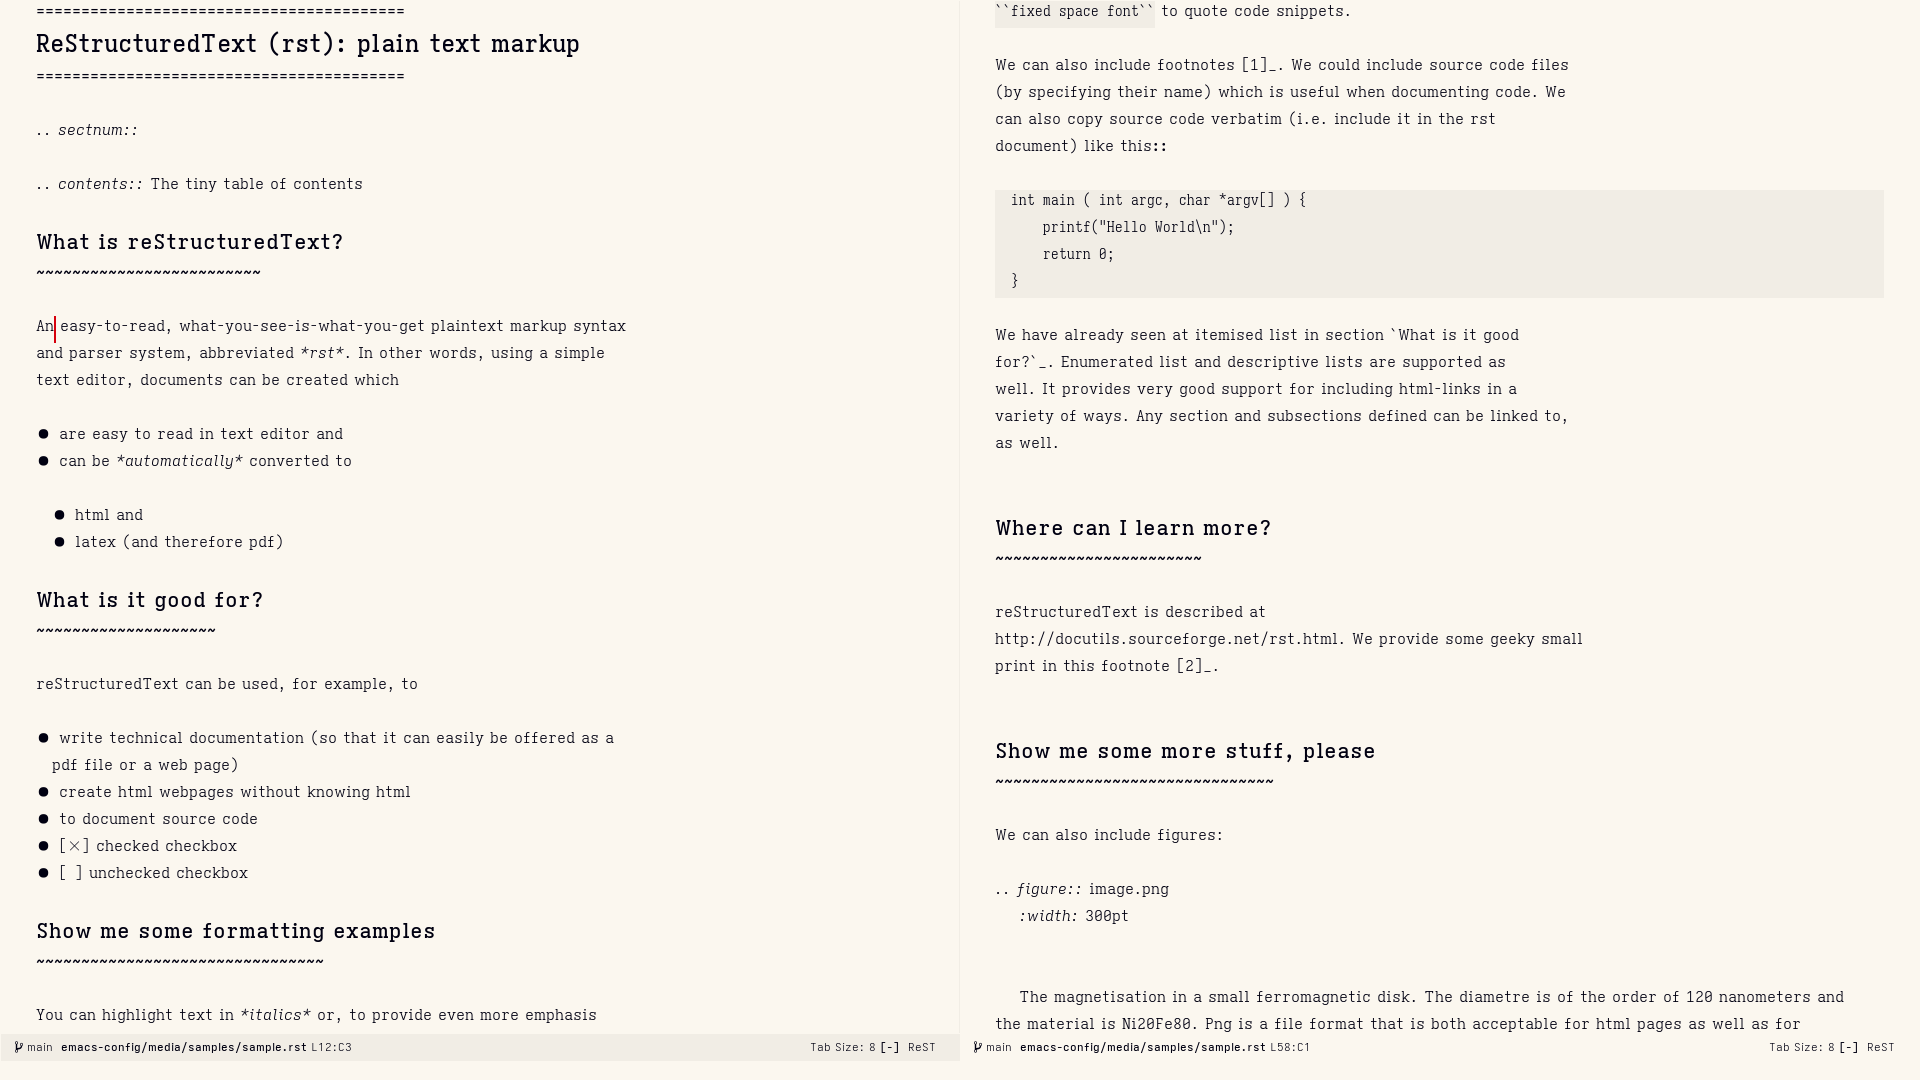 =========================================
ReStructuredText (rst): plain text markup
=========================================
.. sectnum::
.. contents:: The tiny table of contents
What is reStructuredText?
~~~~~~~~~~~~~~~~~~~~~~~~~
An easy-to-read, what-you-see-is-what-you-get plaintext markup syntax
and parser system, abbreviated *rst*. In other words, using a simple
text editor, documents can be created which
● are easy to read in text editor and
● can be *automatically* converted to
● html and
● latex (and therefore pdf)
What is it good for?
~~~~~~~~~~~~~~~~~~~~
reStructuredText can be used, for example, to
● write technical documentation (so that it can easily be offered as a
pdf file or a web page)
● create html webpages without knowing html
● to document source code
● [×] checked checkbox
● [ ] unchecked checkbox
Show me some formatting examples
~~~~~~~~~~~~~~~~~~~~~~~~~~~~~~~~
You can highlight text in *italics* or, to provide even more emphasis
main emacs-config/media/samples/sample.rst L12:C3 Tab Size: 8 [-] ReST
``fixed space font`` to quote code snippets.
We can also include footnotes [1]_. We could include source code files
(by specifying their name) which is useful when documenting code. We
can also copy source code verbatim (i.e. include it in the rst
document) like this::
int main ( int argc, char *argv[] ) {
    printf("Hello World\n");
    return 0;
}
We have already seen at itemised list in section `What is it good
for?`_. Enumerated list and descriptive lists are supported as
well. It provides very good support for including html-links in a
variety of ways. Any section and subsections defined can be linked to,
as well.
Where can I learn more?
~~~~~~~~~~~~~~~~~~~~~~~
reStructuredText is described at
http://docutils.sourceforge.net/rst.html. We provide some geeky small
print in this footnote [2]_.
Show me some more stuff, please
~~~~~~~~~~~~~~~~~~~~~~~~~~~~~~~
We can also include figures:
.. figure:: image.png
   :width: 300pt
The magnetisation in a small ferromagnetic disk. The diametre is of the order of 120 nanometers and
the material is Ni20Fe80. Png is a file format that is both acceptable for html pages as well as for
main emacs-config/media/samples/sample.rst L58:C1 Tab Size: 8 [-] ReST